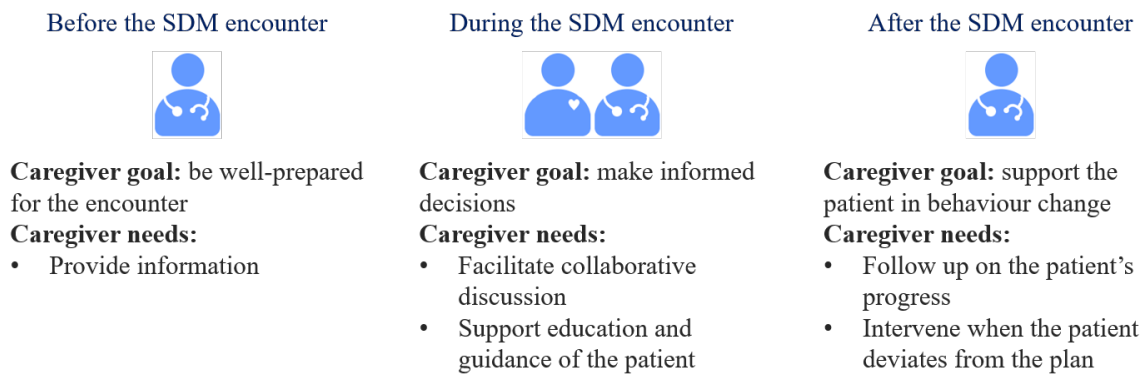 Before the SDM encounter
Caregiver goal: be well-prepared
for the encounter
Caregiver needs:
• Provide information
During the SDM encounter
Caregiver goal: make informed
decisions
Caregiver needs:
• Facilitate collaborative
discussion
• Support education and
guidance of the patient
After the SDM encounter
Caregiver goal: support the
patient in behaviour change
Caregiver needs:
• Follow up on the patient’s
progress
• Intervene when the patient
deviates from the plan